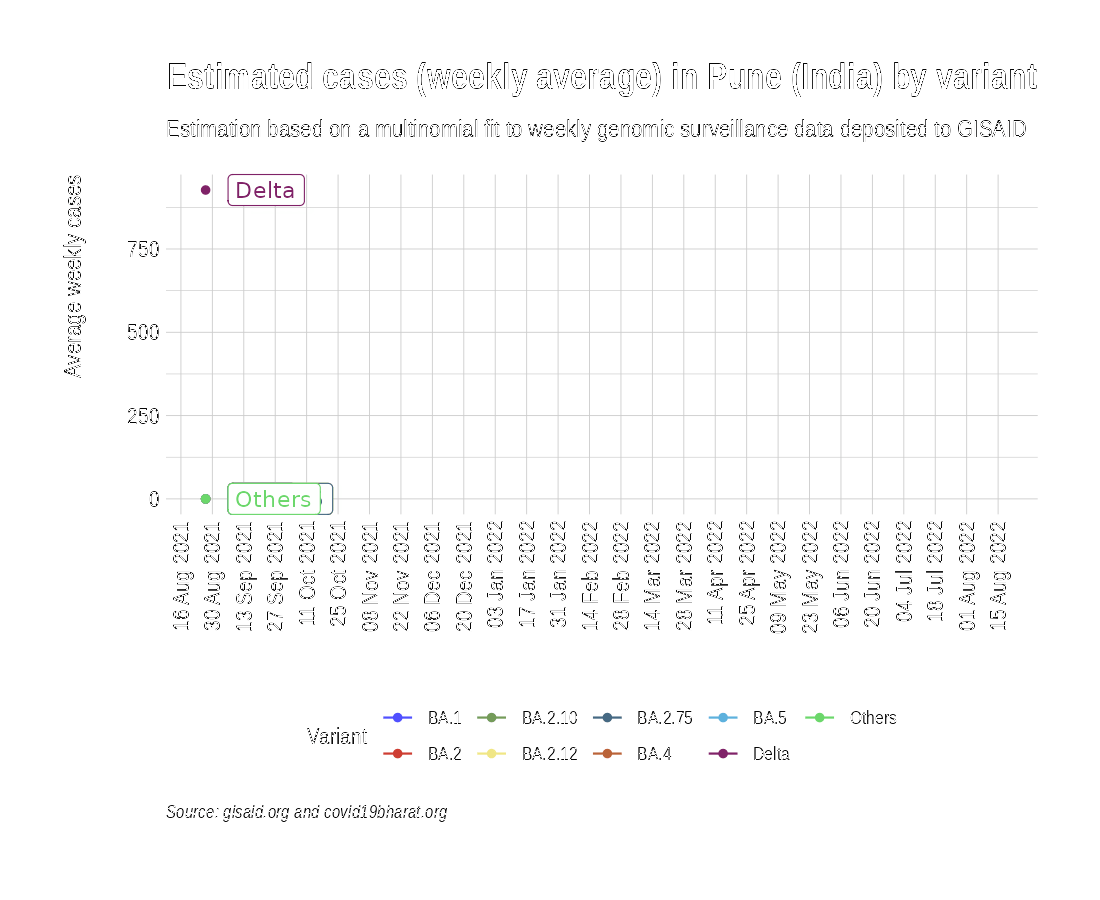 Estimated cases (weekly average) in Pune (India) by variant
Estimation based on a multinomial fit to weekly genomic surveillance data deposited to GISAID
Average weekly cases
Delta
750
500
250
0
Others
16 Aug 2021
30 Aug 2021
13 Sep 2021
27 Sep 2021
11 Oct 2021
25 Oct 2021
08 Nov 2021
22 Nov 2021
06 Dec 2021
20 Dec 2021
03 Jan 2022
17 Jan 2022
31 Jan 2022
14 Feb 2022
28 Feb 2022
14 Mar 2022
28 Mar 2022
11 Apr 2022
25 Apr 2022
09 May 2022
23 May 2022
06 Jun 2022
20 Jun 2022
04 Jul 2022
18 Jul 2022
01 Aug 2022
15 Aug 2022
Variant
BA.1 BA.2.10 BA.2.75 BA.5 Others
BA.2 BA.2.12 BA.4 Delta
Source: gisaid.org and covid19bharat.org